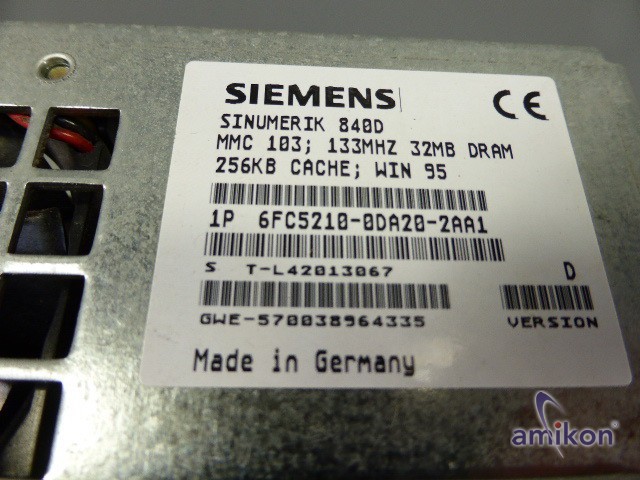 SIEMENS
CE
SINUMERIK 840D
MMC 103; 133MHZ 32MB DRAM
256KB CACHE; WIN 95
1P 6FC5210-0DA20-2AA1
S T-L42013067
D
GWE-570038964335
VERSION
Made in Germany
amikon